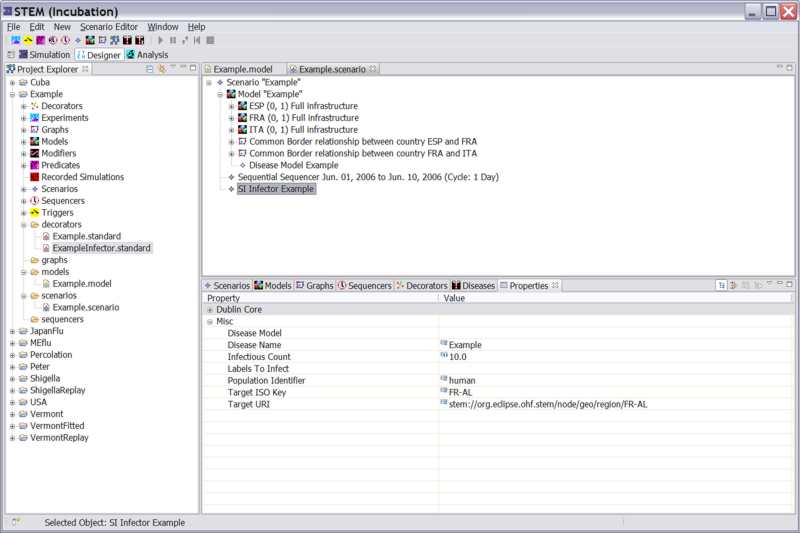 STEM (Incubation)
File Edit New Scenario Editor Window Help
Simulation Designer Analysis
Project Explorer
Cuba
Example
Decorators
Experiments
Graphs
Models
Modifiers
Predicates
Recorded Simulations
Scenarios
Sequencers
Triggers
decorators
Example.standard
ExampleInfector.standard
graphs
models
Example.model
scenarios
Example.scenario
sequencers
JapanFlu
MEflu
Percolation
Peter
Shigella
ShigellaReplay
USA
Vermont
VermontFitted
VermontReplay
Example.model Example.scenario
Scenario "Example"
Model "Example"
ESP (0, 1) Full infrastructure
FRA (0, 1) Full infrastructure
ITA (0, 1) Full infrastructure
Common Border relationship between country ESP and FRA
Common Border relationship between country FRA and ITA
Disease Model Example
Sequential Sequencer Jun. 01, 2006 to Jun. 10, 2006 (Cycle: 1 Day)
SI Infector Example
Scenarios Models Graphs Sequencers Decorators Diseases Properties
Property Value
Dublin Core
Misc
Disease Model
Disease Name Example
Infectious Count 10.0
Labels To Infect
Population Identifier human
Target ISO Key FR-AL
Target URI stem://org.eclipse.ohf.stem/node/geo/region/FR-AL
Selected Object: SI Infector Example